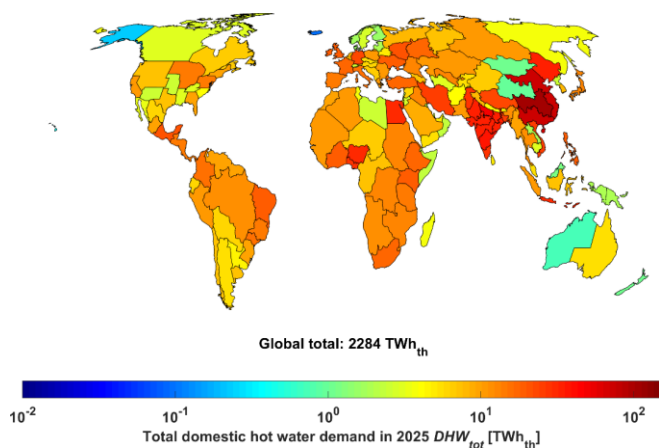 Global total: 2284 TWh_th
10^-2 10^-1 10^0 10^1 10^2
Total domestic hot water demand in 2025 DHW_tot [TWh_th]